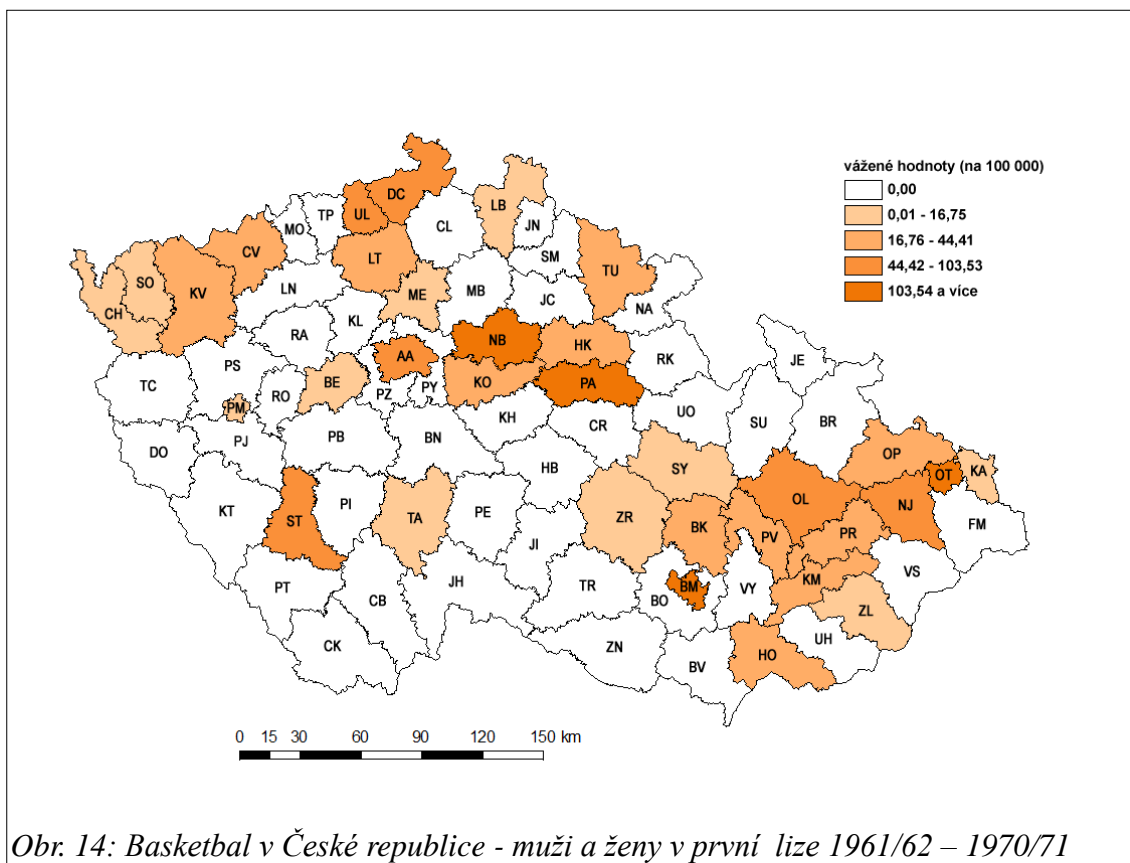 vážené hodnoty (na 100 000)
0,00
0,01 - 16,75
16,76 - 44,41
44,42 - 103,53
103,54 a více
DC
UL
TP
MO
CL
LB
JN
SM
CV
LT
TU
SO
KV
CH
LN
ME
MB
JC
NA
KL
RA
NB
HK
AA
RK
PS
TC
BE
KO
PA
JE
RO
PM
PZ
PY
UO
SU
BR
DO
PJ
PB
BN
KH
CR
OP
KA
SY
HB
OT
KT
ST
PI
TA
PE
ZR
BK
OL
NJ
FM
PV
PR
JI
PT
CB
JH
TR
BO
BM
VY
KM
VS
ZL
CK
ZN
BV
HO
UH
0 15 30 60 90 120 150 km
Obr. 14: Basketbal v České republice - muži a ženy v první lize 1961/62 – 1970/71